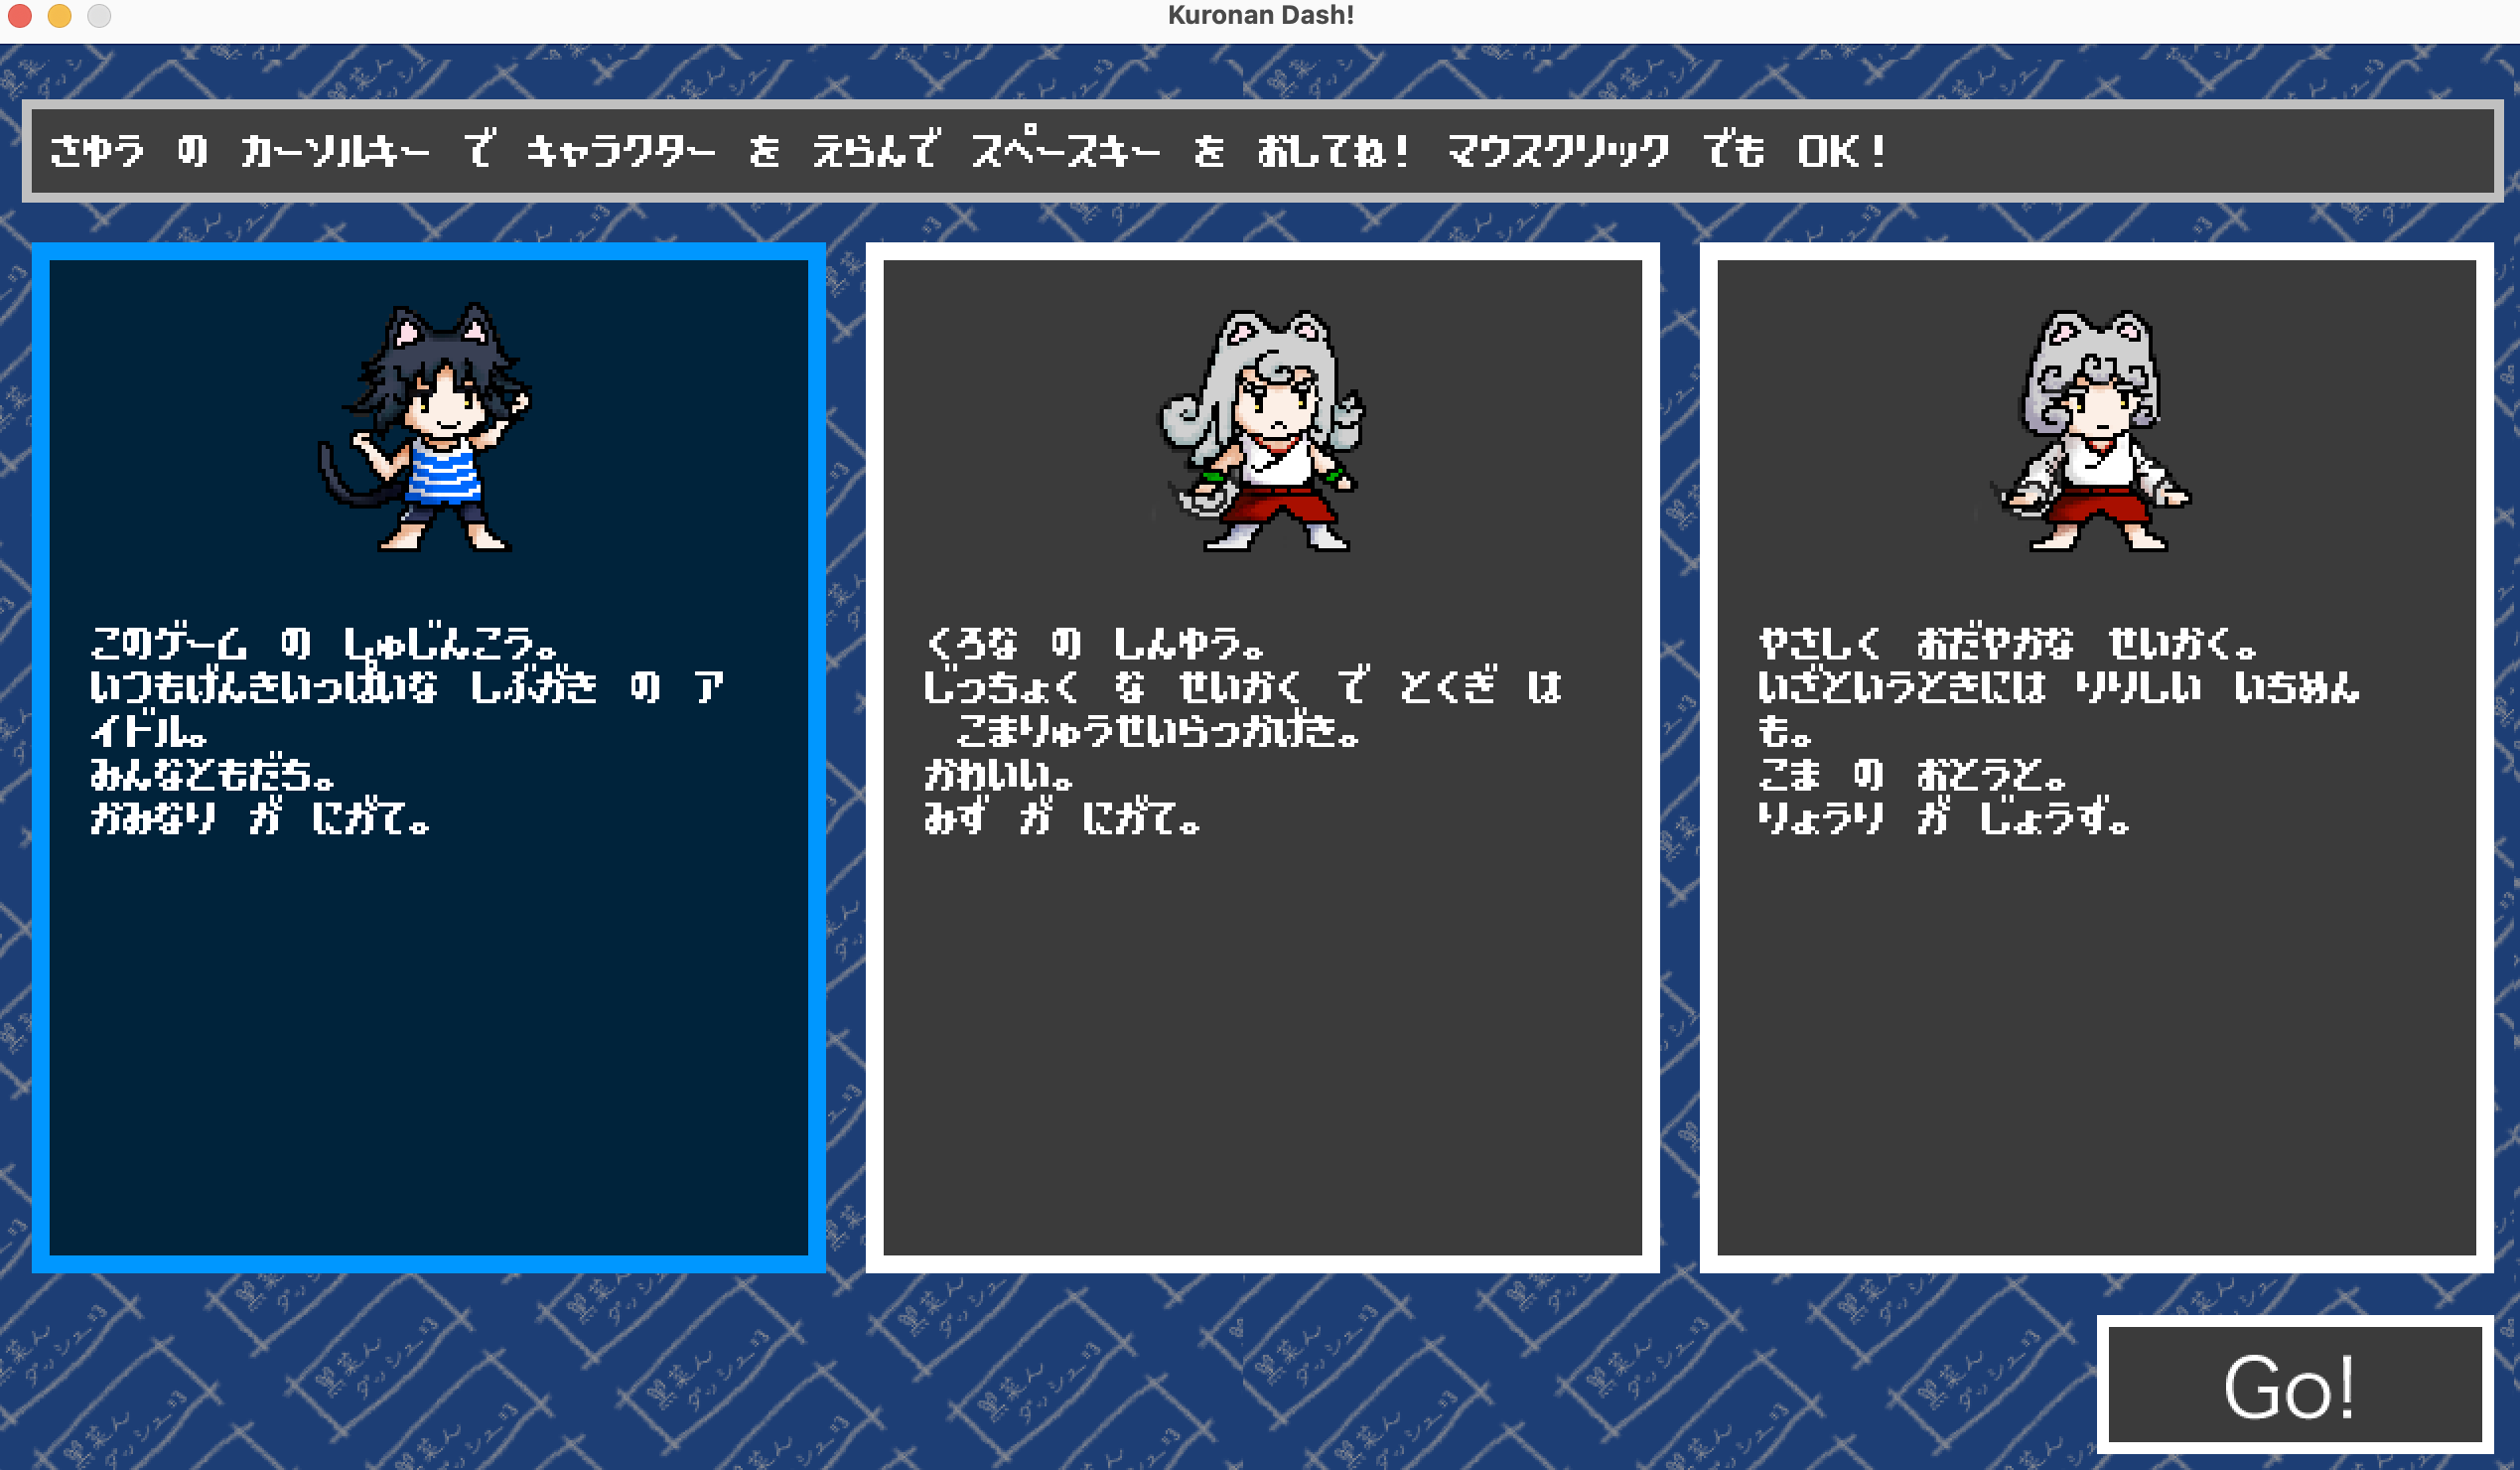 Kuronan Dash!
さゆう の カーソルキー で キャラクター を えらんで スペースキー を おしてね! マウスクリック でも OK!
このゲーム の しゅじんこう。
いつもげんきいっぱいな しぶがき の ア
イドル。
みんなともだち。
かみなり が にがて。
くろな の しんゆう。
じっちょく な せいかく で とくぎ は
こまりゅうせいらっかげき。
かわいい。
みず が にがて。
やさしく おだやかな せいかく。
いざというときには りりしい いちめん
も。
こま の おとうと。
りょうり が じょうず。
Go!
黒菜んダッシュ!!3